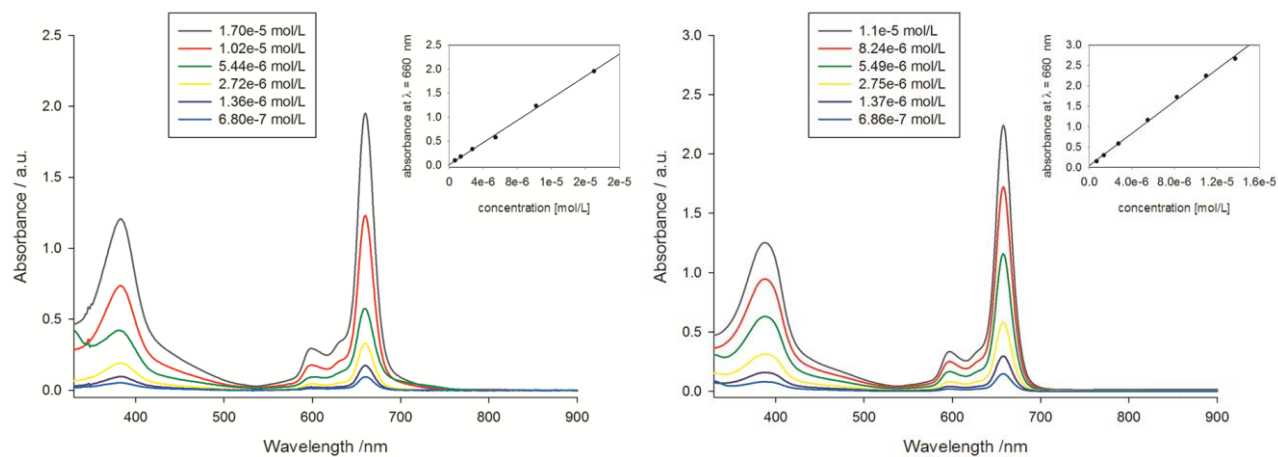 1.70e-5 mol/L
1.02e-5 mol/L
5.44e-6 mol/L
2.72e-6 mol/L
1.36e-6 mol/L
6.80e-7 mol/L
2.5
2.0
1.5
1.0
0.5
0.0
Absorbance / a.u.
400 500 600 700 800 900
Wavelength /nm
absorbance at λ = 660 nm
2.5
2.0
1.5
1.0
0.5
0.0
0 4e-6 8e-6 1e-5 2e-5 2e-5
concentration [mol/L]
1.1e-5 mol/L
8.24e-6 mol/L
5.49e-6 mol/L
2.75e-6 mol/L
1.37e-6 mol/L
6.86e-7 mol/L
3.0
2.5
2.0
1.5
1.0
0.5
0.0
Absorbance / a.u.
400 500 600 700 800 900
Wavelength /nm
absorbance at λ = 660 nm
3.0
2.5
2.0
1.5
1.0
0.5
0.0
0.0 4.0e-6 8.0e-6 1.2e-5 1.6e-5
concentration [mol/L]